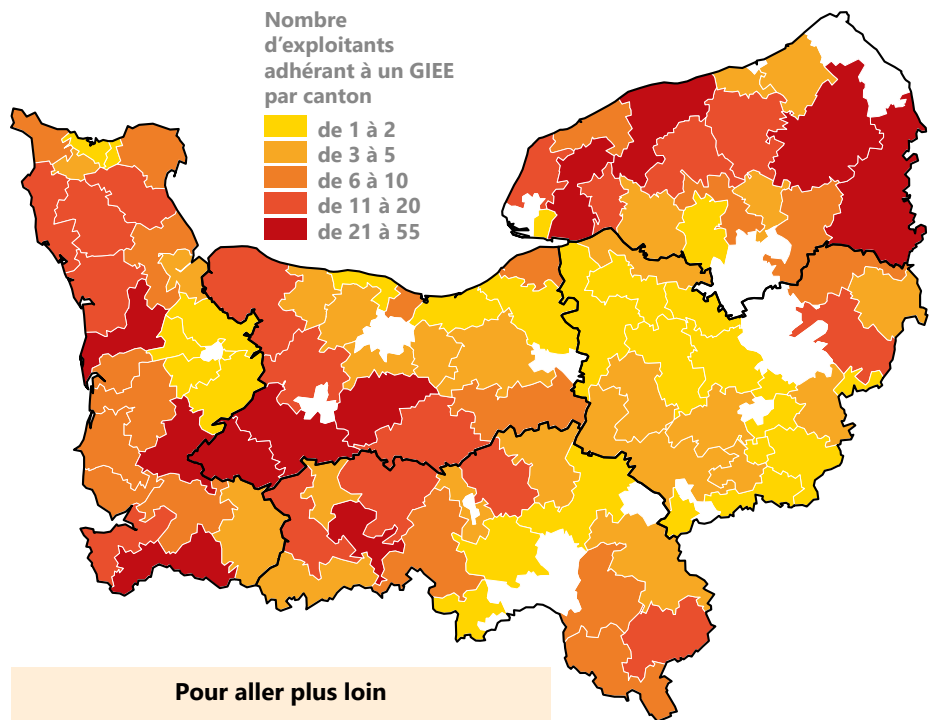 Nombre
d'exploitants
adhérant à un GIEE
par canton
de 1 à 2
de 3 à 5
de 6 à 10
de 11 à 20
de 21 à 55
Pour aller plus loin